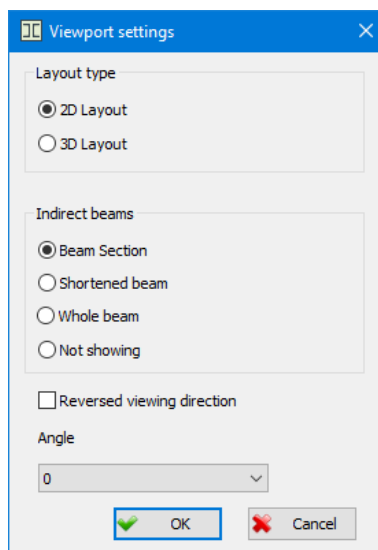 Viewport settings
Layout type
2D Layout
3D Layout
Indirect beams
Beam Section
Shortened beam
Whole beam
Not showing
Reversed viewing direction
Angle
0
OK Cancel